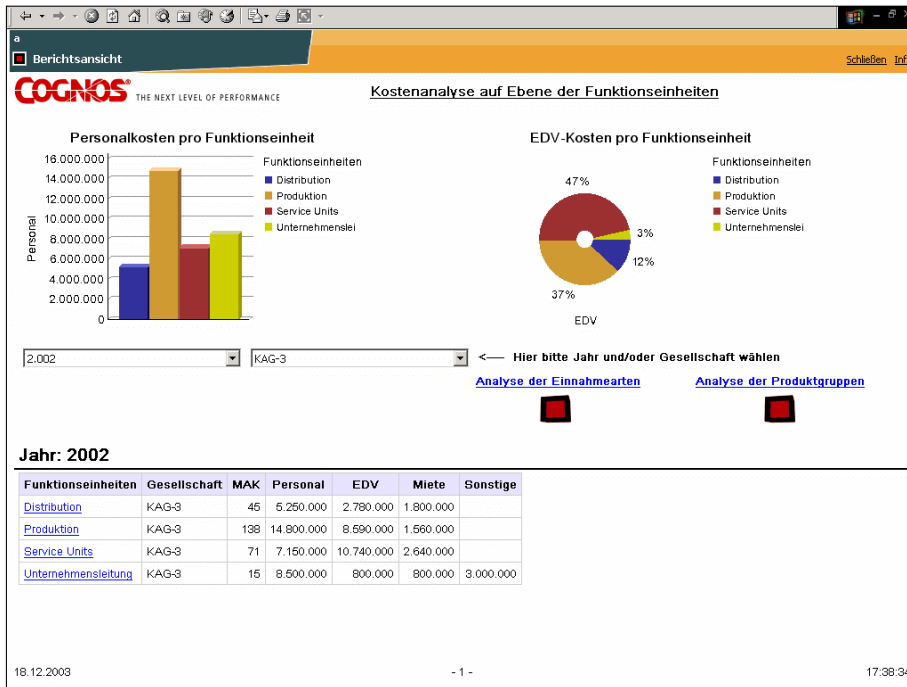 a
Berichtsansicht
Schließen Inf
COGNOS® THE NEXT LEVEL OF PERFORMANCE
Kostenanalyse auf Ebene der Funktionseinheiten
Personalkosten pro Funktionseinheit
16.000.000
14.000.000
12.000.000
10.000.000
8.000.000
6.000.000
4.000.000
2.000.000
0
Personal
Funktionseinheiten
Distribution
Produktion
Service Units
Unternehmenslei
EDV-Kosten pro Funktionseinheit
47%
3%
12%
37%
EDV
Funktionseinheiten
Distribution
Produktion
Service Units
Unternehmenslei
2.002 KAG-3 <— Hier bitte Jahr und/oder Gesellschaft wählen
Analyse der Einnahmearten Analyse der Produktgruppen
Jahr: 2002
Funktionseinheiten Gesellschaft MAK Personal EDV Miete Sonstige
Distribution KAG-3 45 5.250.000 2.780.000 1.800.000
Produktion KAG-3 138 14.800.000 8.590.000 1.560.000
Service Units KAG-3 71 7.150.000 10.740.000 2.640.000
Unternehmensleitung KAG-3 15 8.500.000 800.000 800.000 3.000.000
18.12.2003 - 1 - 17:38:34